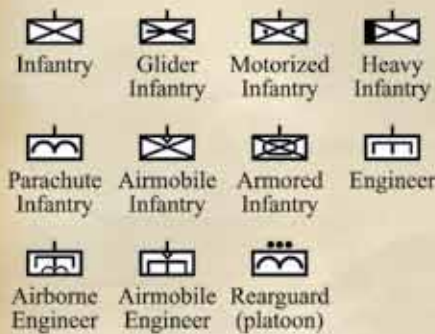 Infantry
Glider
Infantry
Motorized
Infantry
Heavy
Infantry
Parachute
Infantry
Airmobile
Infantry
Armored
Infantry
Engineer
Airborne
Engineer
Airmobile
Engineer
Rearguard
(platoon)